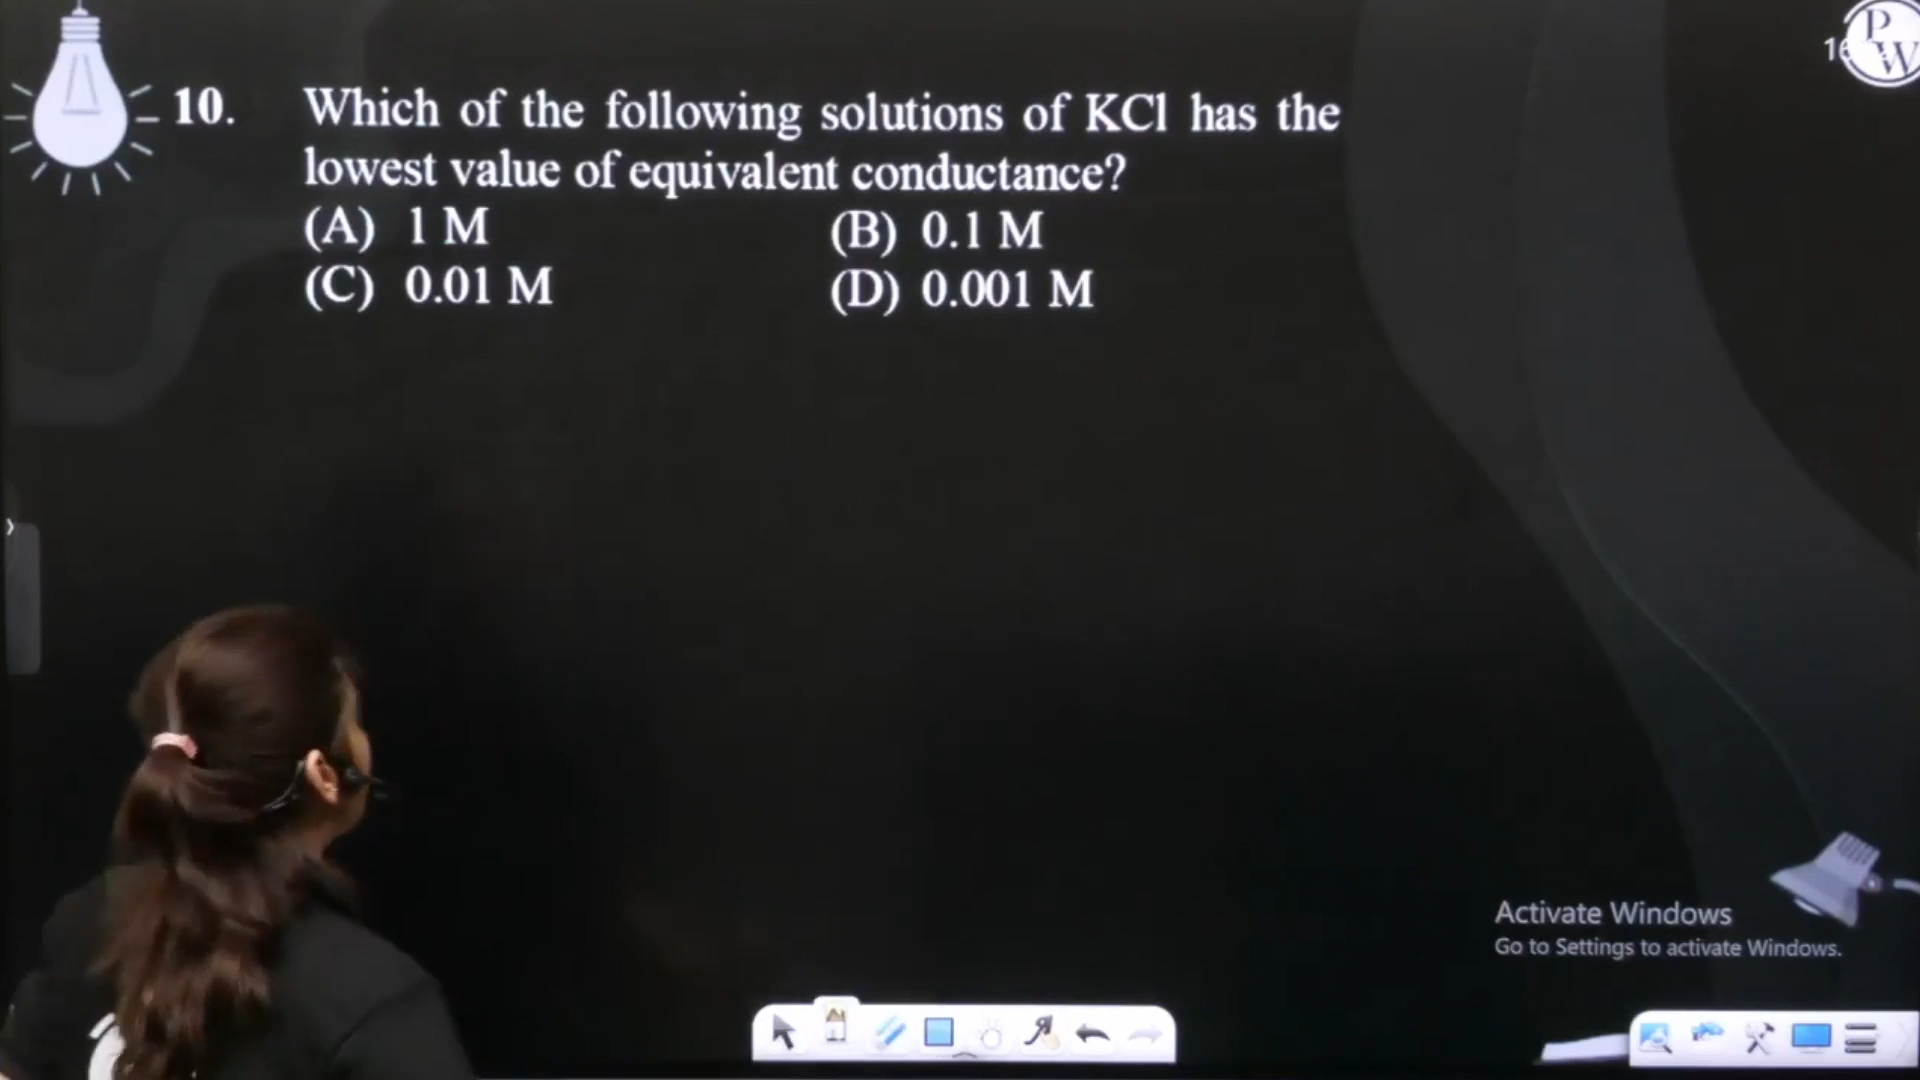 P
W
16
10. Which of the following solutions of KCl has the
lowest value of equivalent conductance?
(A) 1 M (B) 0.1 M
(C) 0.01 M (D) 0.001 M
Activate Windows
Go to Settings to activate Windows.